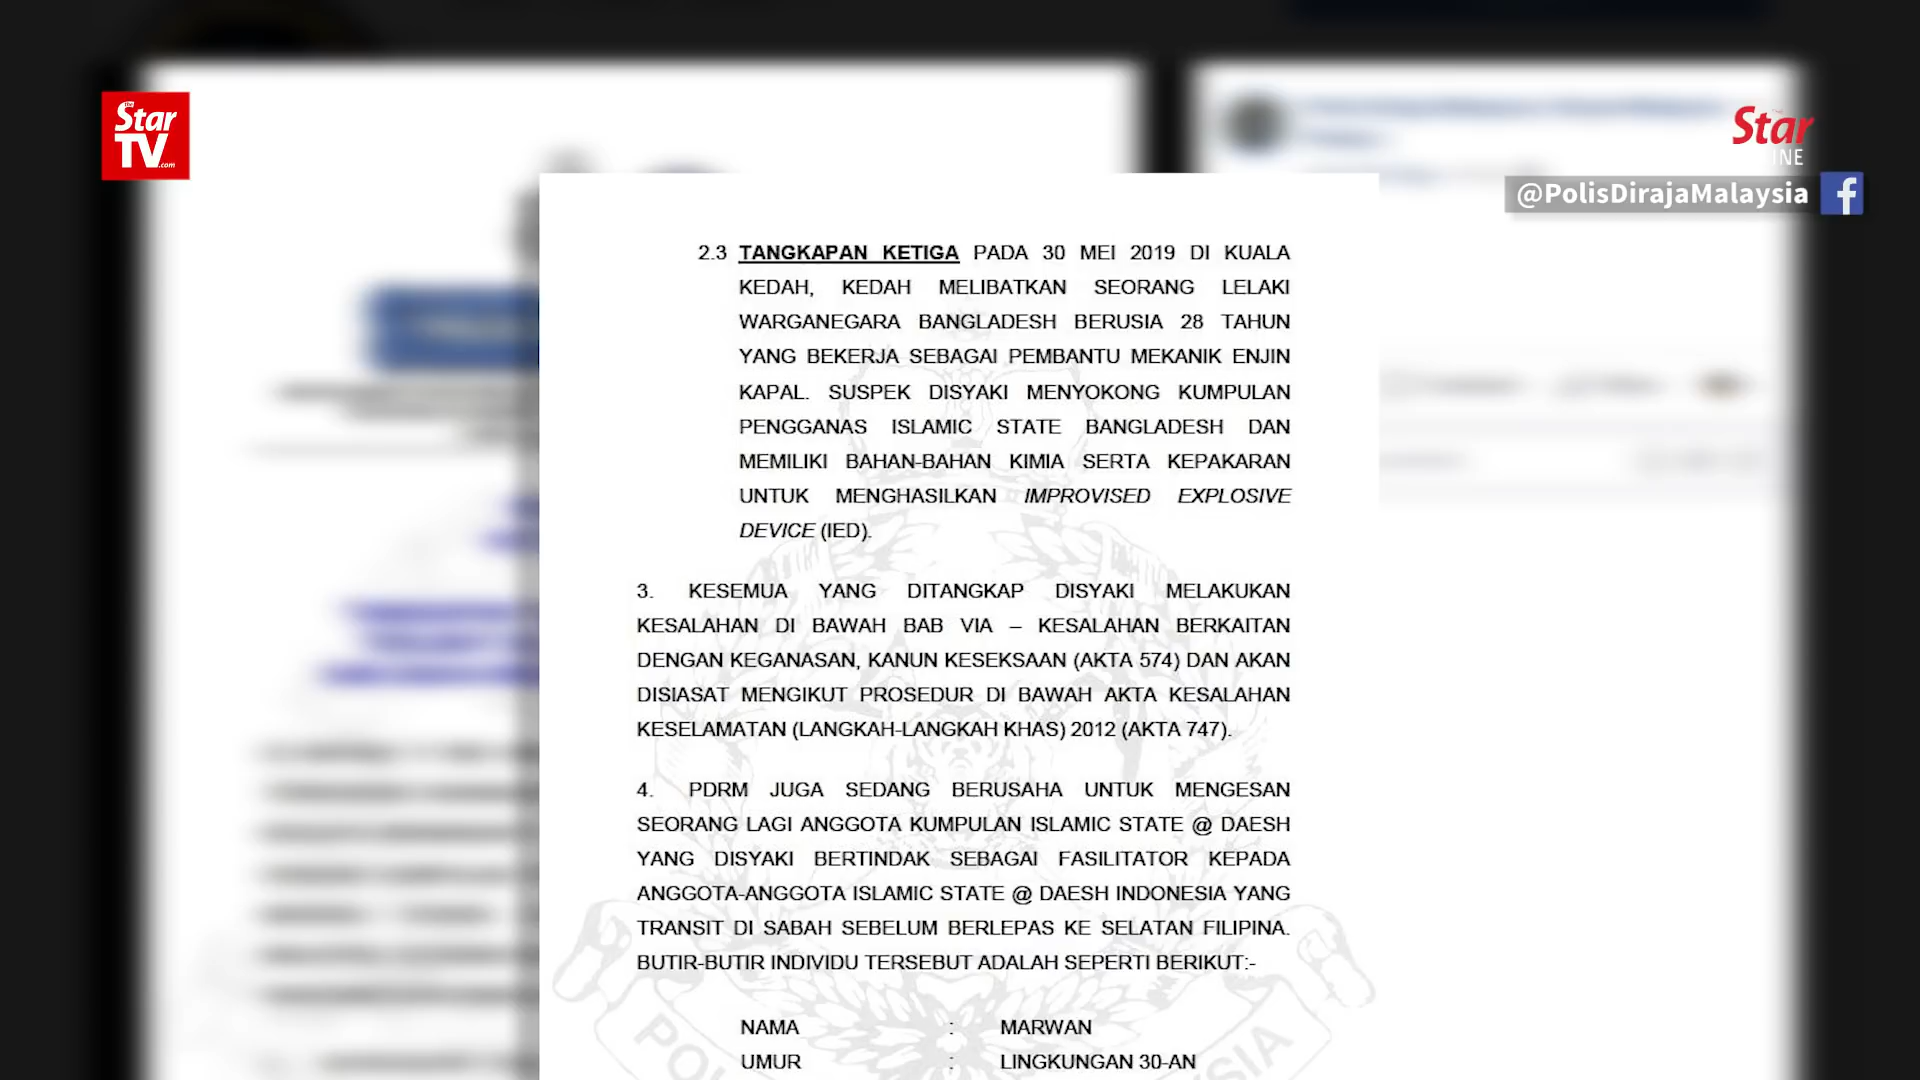 The Star
TV.com
The Star
INE
@PolisDirajaMalaysia f
2.3 TANGKAPAN KETIGA PADA 30 MEI 2019 DI KUALA
KEDAH, KEDAH MELIBATKAN SEORANG LELAKI
WARGANEGARA BANGLADESH BERUSIA 28 TAHUN
YANG BEKERJA SEBAGAI PEMBANTU MEKANIK ENJIN
KAPAL. SUSPEK DISYAKI MENYOKONG KUMPULAN
PENGGANAS ISLAMIC STATE BANGLADESH DAN
MEMILIKI BAHAN-BAHAN KIMIA SERTA KEPAKARAN
UNTUK MENGHASILKAN IMPROVISED EXPLOSIVE
DEVICE (IED).
3. KESEMUA YANG DITANGKAP DISYAKI MELAKUKAN
KESALAHAN DI BAWAH BAB VIA – KESALAHAN BERKAITAN
DENGAN KEGANASAN, KANUN KESEKSAAN (AKTA 574) DAN AKAN
DISIASAT MENGIKUT PROSEDUR DI BAWAH AKTA KESALAHAN
KESELAMATAN (LANGKAH-LANGKAH KHAS) 2012 (AKTA 747).
4. PDRM JUGA SEDANG BERUSAHA UNTUK MENGESAN
SEORANG LAGI ANGGOTA KUMPULAN ISLAMIC STATE @ DAESH
YANG DISYAKI BERTINDAK SEBAGAI FASILITATOR KEPADA
ANGGOTA-ANGGOTA ISLAMIC STATE @ DAESH INDONESIA YANG
TRANSIT DI SABAH SEBELUM BERLEPAS KE SELATAN FILIPINA.
BUTIR-BUTIR INDIVIDU TERSEBUT ADALAH SEPERTI BERIKUT:-
NAMA : MARWAN
UMUR : LINGKUNGAN 30-AN